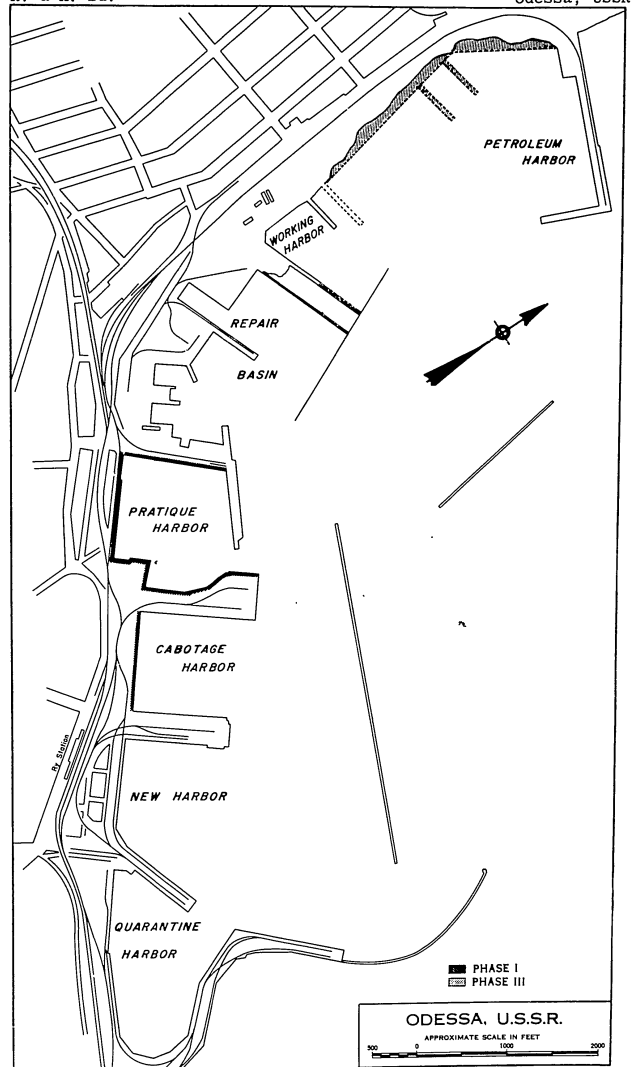 Odessa, USSR
PETROLEUM
HARBOR
WORKING
HARBOR
REPAIR
BASIN
PRATIQUE
HARBOR
CABOTAGE
HARBOR
Ry Station
NEW HARBOR
QUARANTINE
HARBOR
PHASE I
PHASE III
ODESSA, U.S.S.R.
APPROXIMATE SCALE IN FEET
500 0 1000 2000